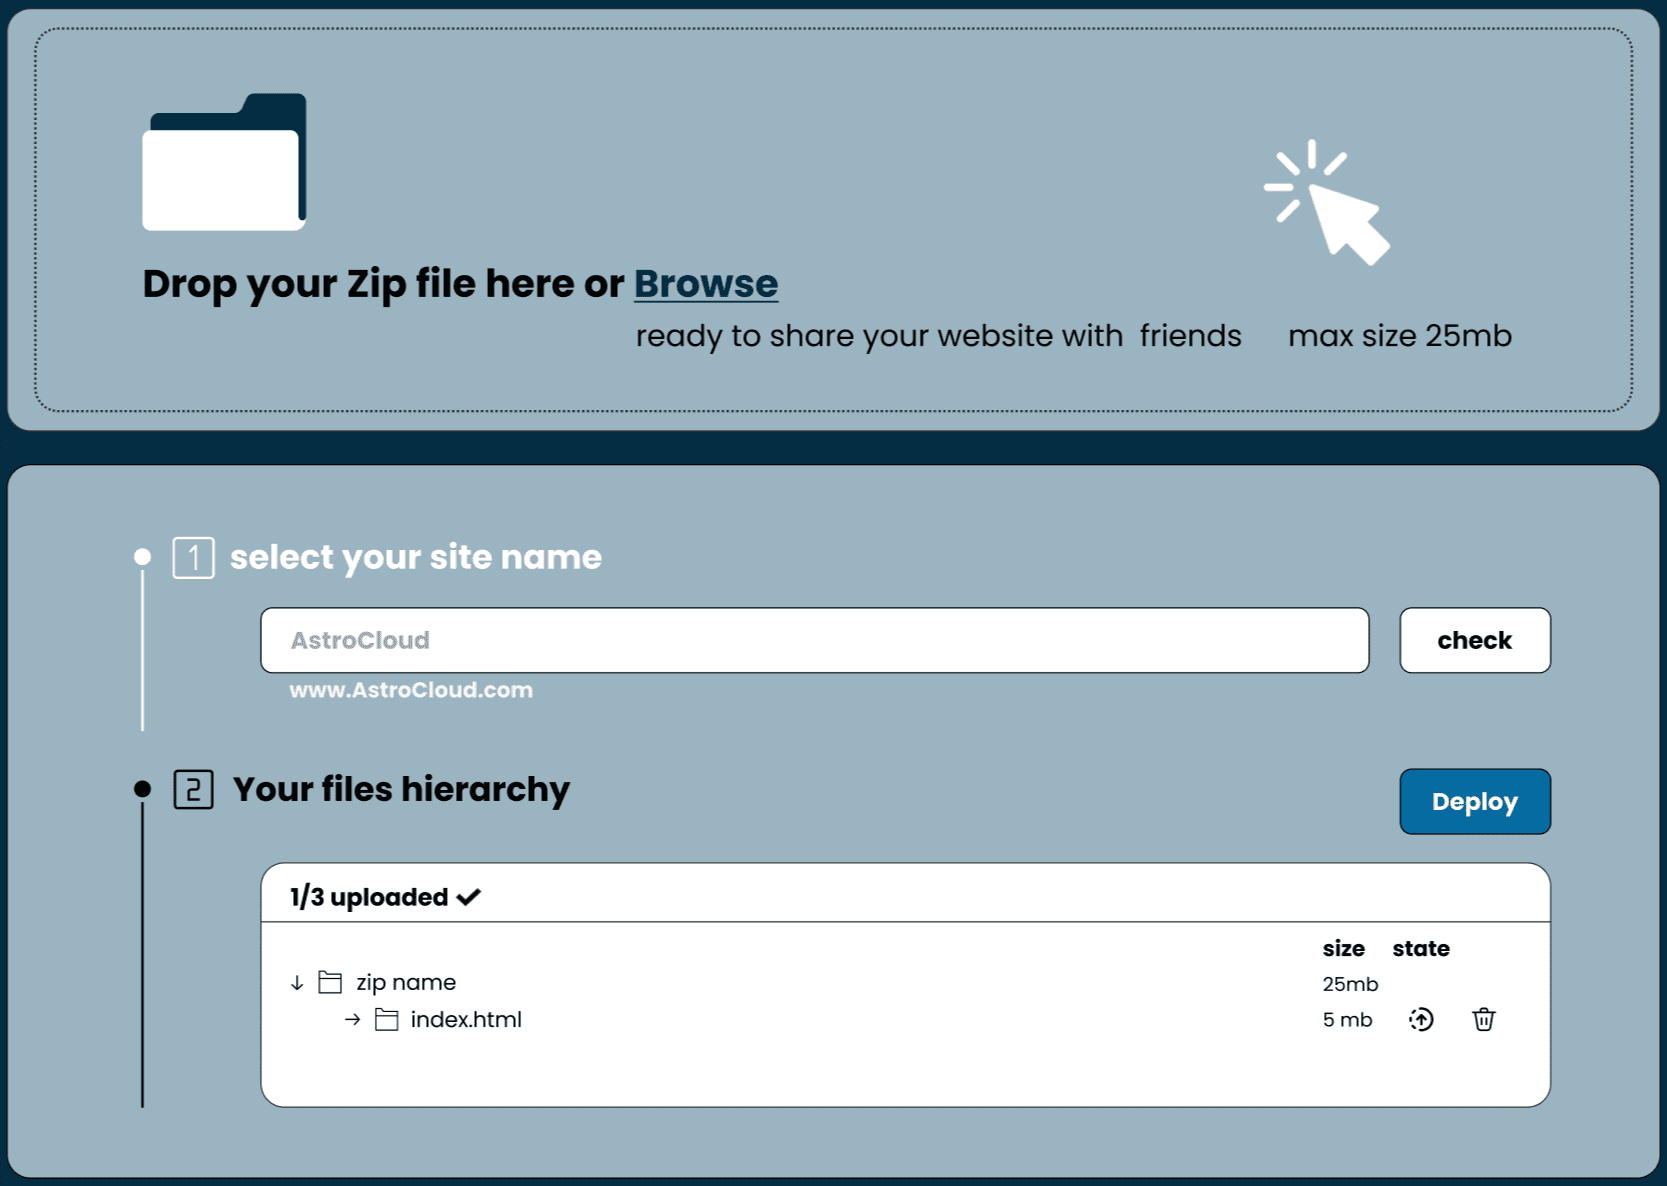 Drop your Zip file here or Browse
ready to share your website with friends max size 25mb
1 select your site name
AstroCloud check
www.AstroCloud.com
2 Your files hierarchy Deploy
1/3 uploaded
size state
zip name 25mb
index.html 5 mb